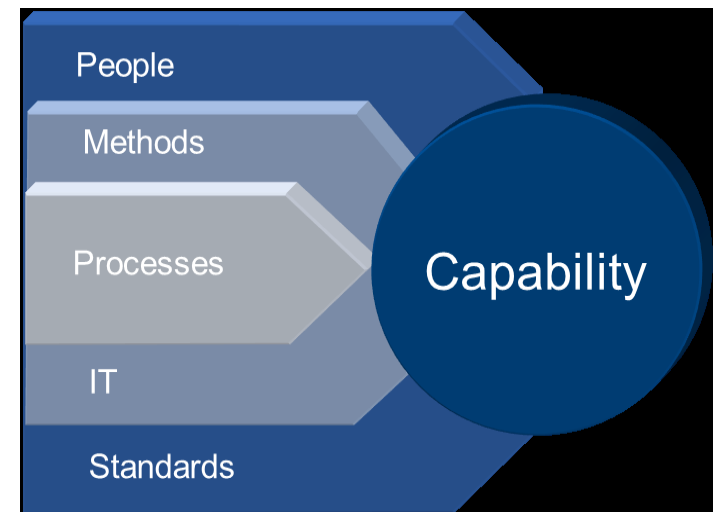 People
Methods
Processes
Capability
IT
Standards